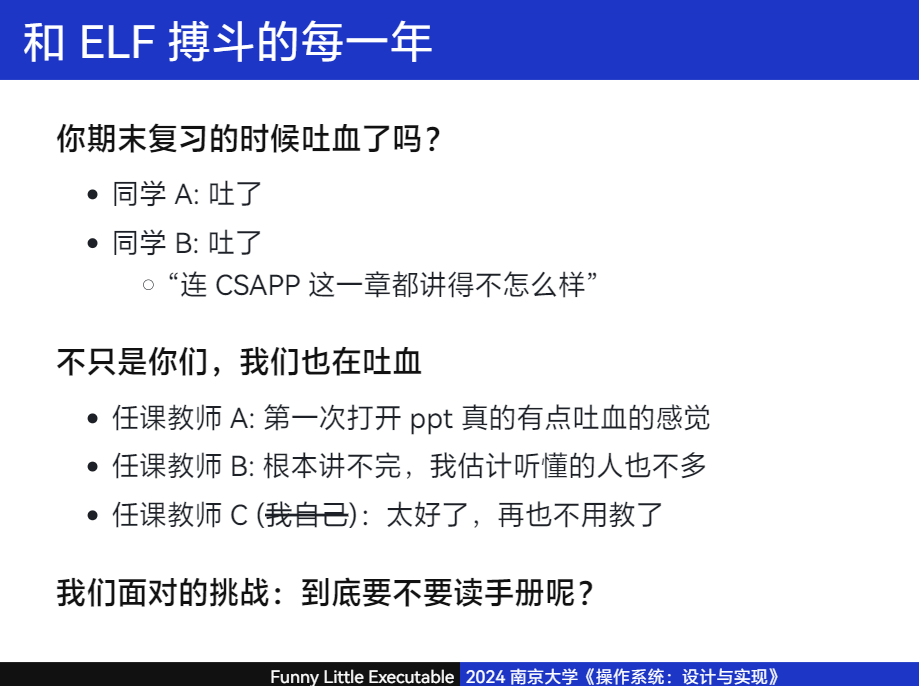 和 ELF 搏斗的每一年
你期末复习的时候吐血了吗？
• 同学 A: 吐了
• 同学 B: 吐了
○ “连 CSAPP 这一章都讲得不怎么样”
不只是你们，我们也在吐血
• 任课教师 A: 第一次打开 ppt 真的有点吐血的感觉
• 任课教师 B: 根本讲不完，我估计听懂的人也不多
• 任课教师 C (我自己)：太好了，再也不用教了
我们面对的挑战：到底要不要读手册呢？
Funny Little Executable 2024 南京大学《操作系统：设计与实现》